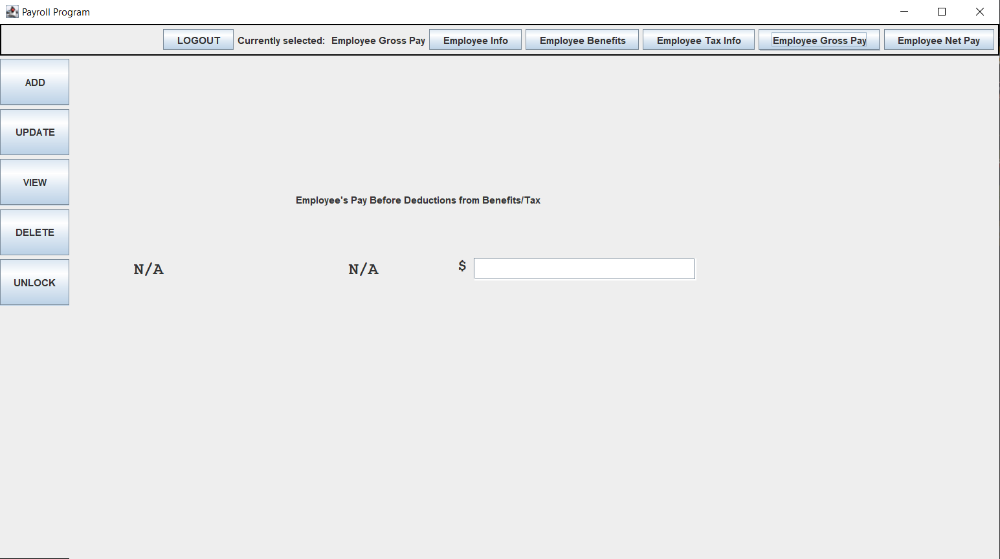 Payroll Program
LOGOUT Currently selected: Employee Gross Pay Employee Info Employee Benefits Employee Tax Info Employee Gross Pay Employee Net Pay
ADD
UPDATE
VIEW
Employee's Pay Before Deductions from Benefits/Tax
DELETE
N/A N/A $
UNLOCK